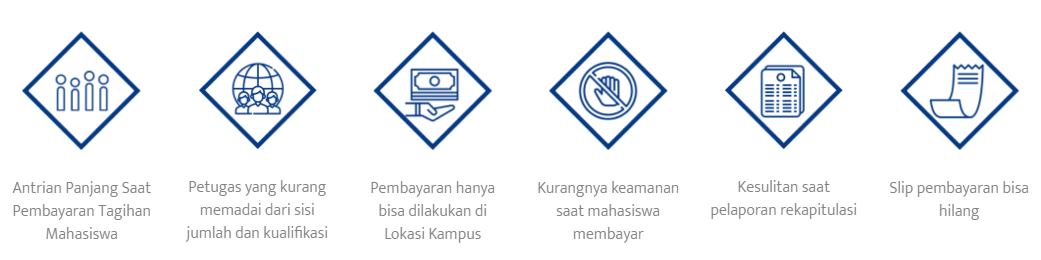 Antrian Panjang Saat
Pembayaran Tagihan
Mahasiswa
Petugas yang kurang
memadai dari sisi
jumlah dan kualifikasi
Pembayaran hanya
bisa dilakukan di
Lokasi Kampus
Kurangnya keamanan
saat mahasiswa
membayar
Kesulitan saat
pelaporan rekapitulasi
Slip pembayaran bisa
hilang